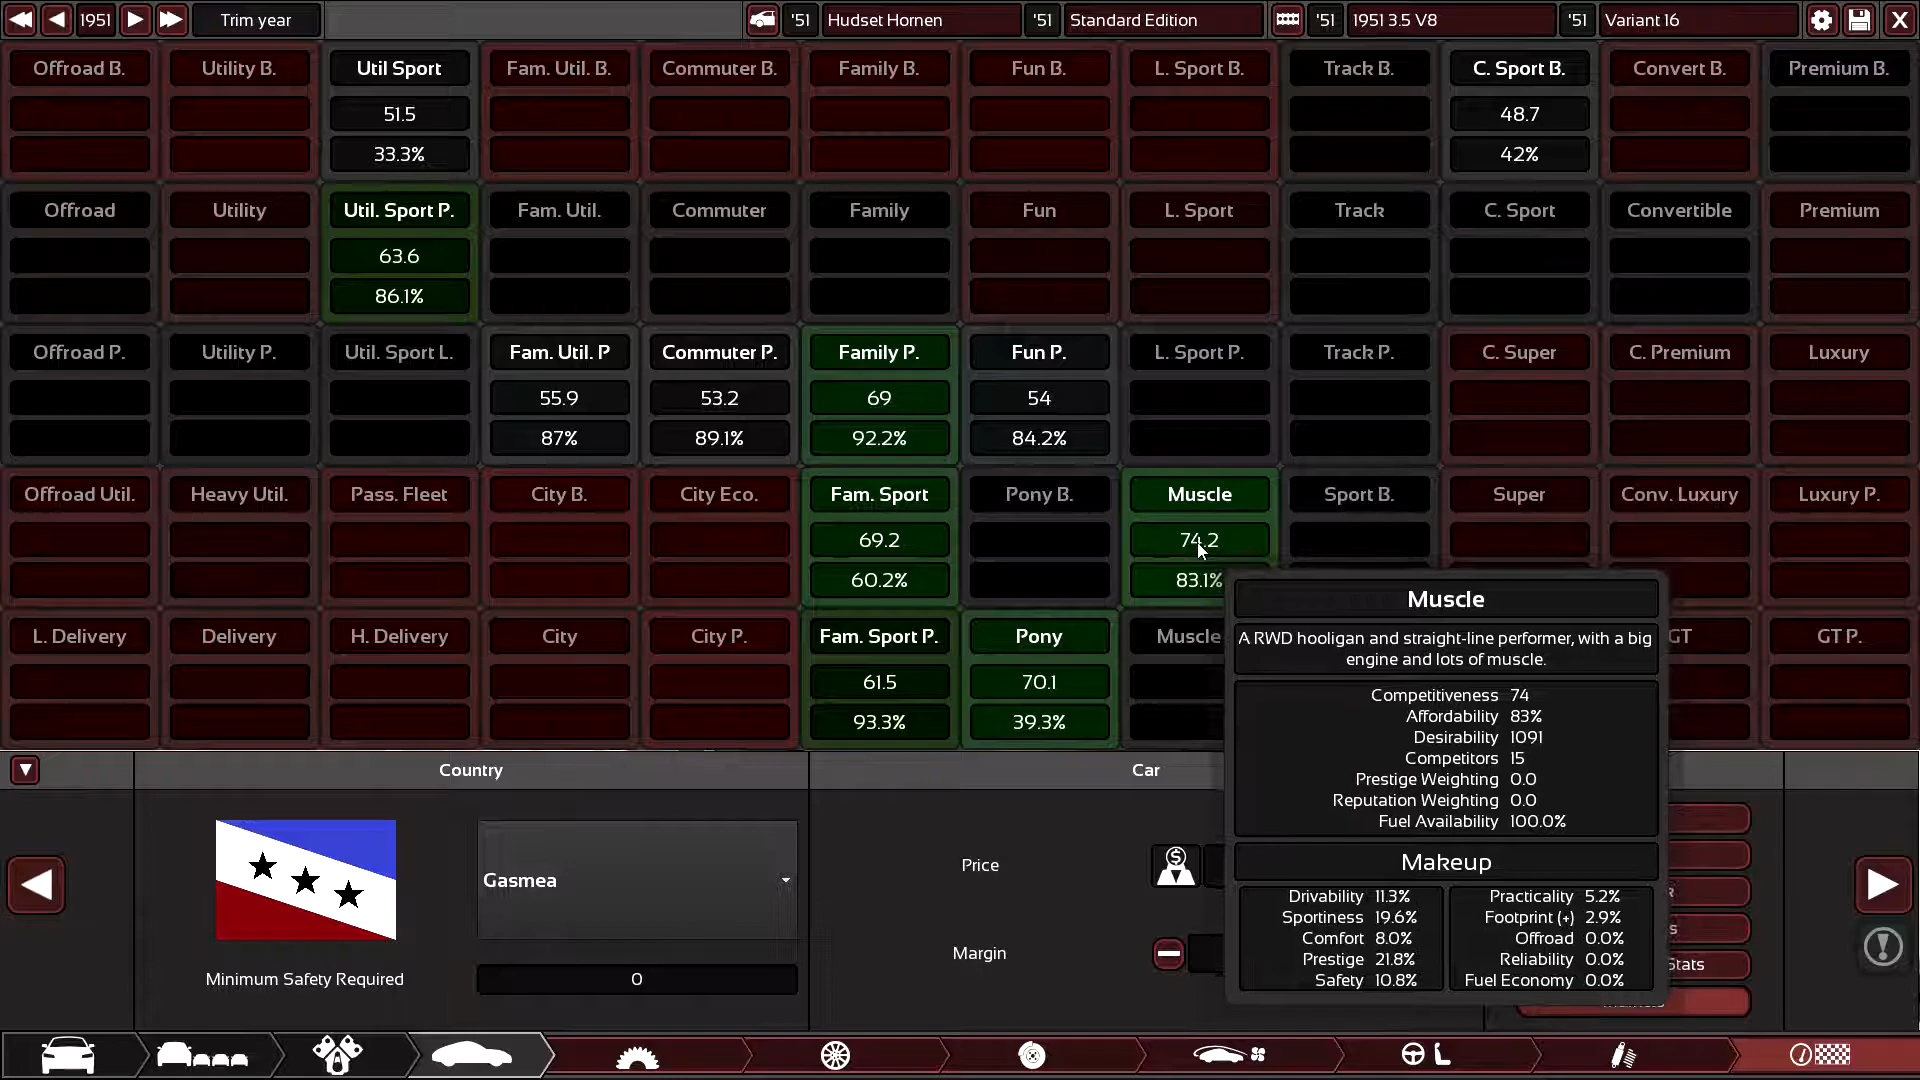 1951 Trim year '51 Hudset Hornen '51 Standard Edition '51 1951 3.5 V8 '51 Variant 16
Offroad B. Utility B. Util Sport Fam. Util. B. Commuter B. Family B. Fun B. L. Sport B. Track B. C. Sport B. Convert B. Premium B.
51.5 48.7
33.3% 42%
Offroad Utility Util. Sport P. Fam. Util. Commuter Family Fun L. Sport Track C. Sport Convertible Premium
63.6
86.1%
Offroad P. Utility P. Util. Sport L. Fam. Util. P Commuter P. Family P. Fun P. L. Sport P. Track P. C. Super C. Premium Luxury
55.9 53.2 69 54
87% 89.1% 92.2% 84.2%
Offroad Util. Heavy Util. Pass. Fleet City B. City Eco. Fam. Sport Pony B. Muscle Sport B. Super Conv. Luxury Luxury P.
69.2 74.2
60.2% 83.1%
L. Delivery Delivery H. Delivery City City P. Fam. Sport P. Pony Muscle GT GT P.
61.5 70.1
93.3% 39.3%
Muscle
A RWD hooligan and straight-line performer, with a big
engine and lots of muscle.
Competitiveness 74
Affordability 83%
Desirability 1091
Competitors 15
Prestige Weighting 0.0
Reputation Weighting 0.0
Fuel Availability 100.0%
Makeup
Drivability 11.3% Practicality 5.2%
Sportiness 19.6% Footprint (+) 2.9%
Comfort 8.0% Offroad 0.0%
Prestige 21.8% Reliability 0.0%
Safety 10.8% Fuel Economy 0.0%
Country Car
Gasmea
Minimum Safety Required 0
Price
Margin
Stats